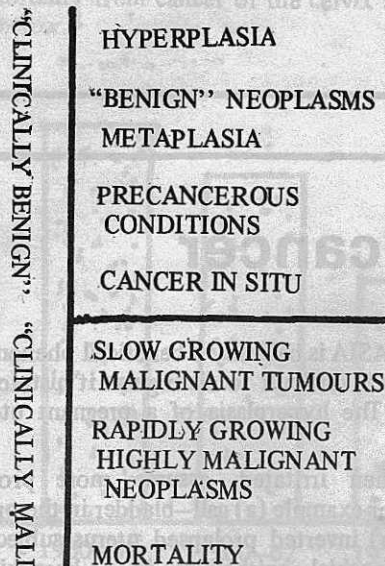 "CLINICALLY BENIGN"
HYPERPLASIA
"BENIGN" NEOPLASMS
METAPLASIA
PRECANCEROUS
CONDITIONS
CANCER IN SITU
"CLINICALLY MALI
SLOW GROWING
MALIGNANT TUMOURS
RAPIDLY GROWING
HIGHLY MALIGNANT
NEOPLASMS
MORTALITY